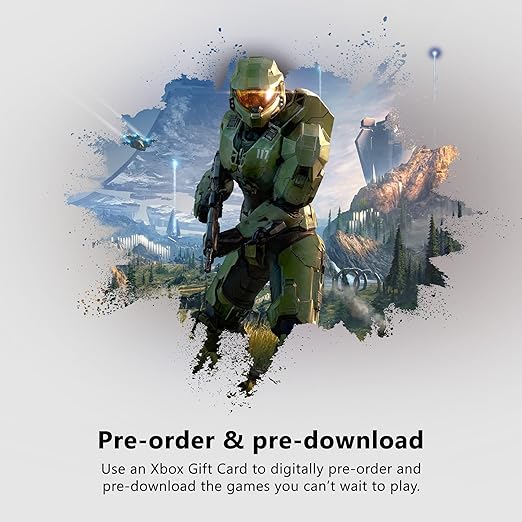 117
Pre-order & pre-download
Use an Xbox Gift Card to digitally pre-order and
pre-download the games you can’t wait to play.